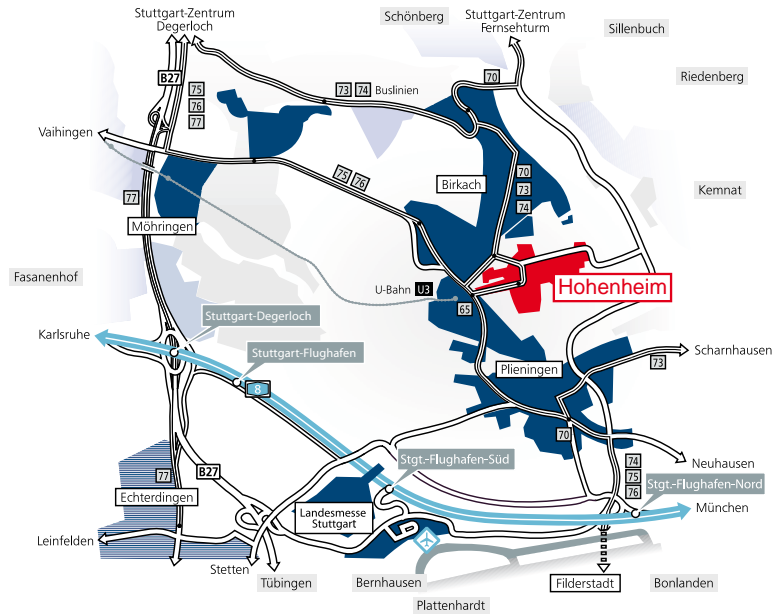 Stuttgart-Zentrum
Degerloch
Schönberg
Stuttgart-Zentrum
Fernsehturm
Sillenbuch
Riedenberg
B27
75
76
77
73
74
Buslinien
70
Vaihingen
75
76
Birkach
70
73
74
Kemnat
77
Möhringen
Fasanenhof
U-Bahn
U3
Hohenheim
65
Stuttgart-Degerloch
Karlsruhe
Stuttgart-Flughafen
8
Plieningen
73
Scharnhausen
70
77
B27
Stgt.-Flughafen-Süd
74
75
76
Neuhausen
Stgt.-Flughafen-Nord
Echterdingen
Landesmesse
Stuttgart
München
Leinfelden
Stetten
Tübingen
Bernhausen
Filderstadt
Bonlanden
Plattenhardt